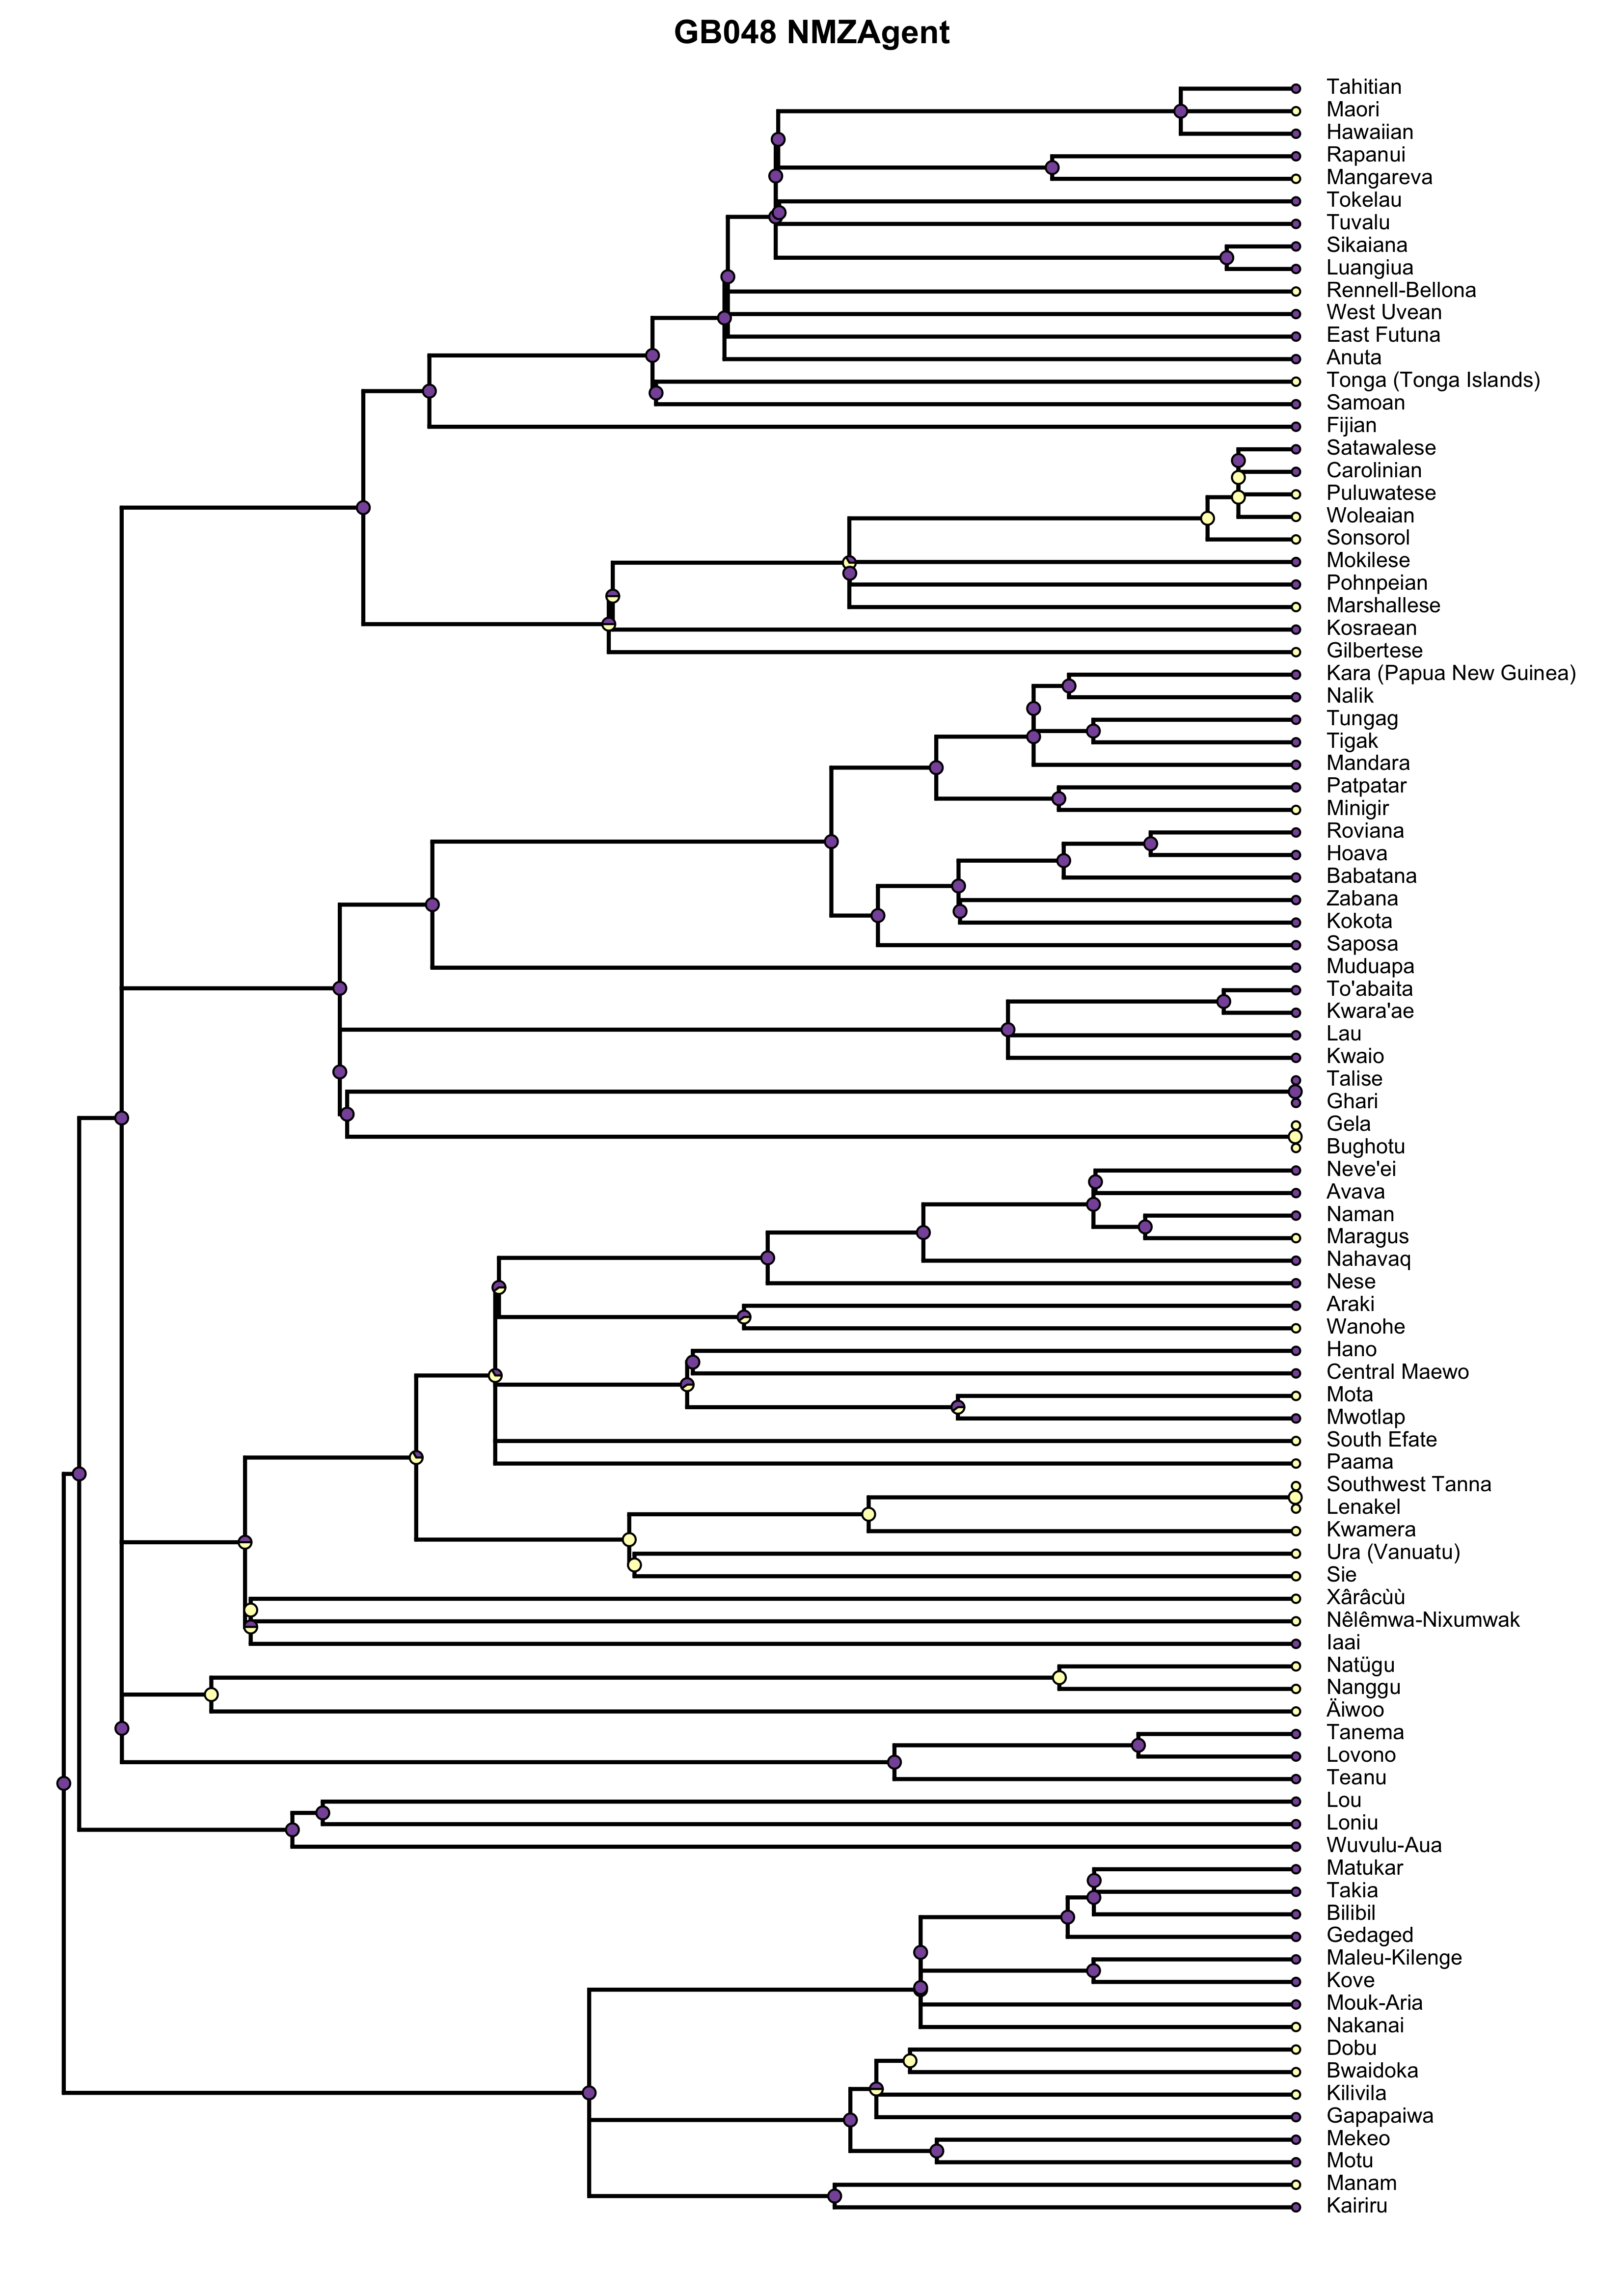 GB048 NMZAgent
Tahitian
Maori
Hawaiian
Rapanui
Mangareva
Tokelau
Tuvalu
Sikaiana
Luangiua
Rennell-Bellona
West Uvean
East Futuna
Anuta
Tonga (Tonga Islands)
Samoan
Fijian
Satawalese
Carolinian
Puluwatese
Woleaian
Sonsorol
Mokilese
Pohnpeian
Marshallese
Kosraean
Gilbertese
Kara (Papua New Guinea)
Nalik
Tungag
Tigak
Mandara
Patpatar
Minigir
Roviana
Hoava
Babatana
Zabana
Kokota
Saposa
Muduapa
To'abaita
Kwara'ae
Lau
Kwaio
Talise
Ghari
Gela
Bughotu
Neve'ei
Avava
Naman
Maragus
Nahavaq
Nese
Araki
Wanohe
Hano
Central Maewo
Mota
Mwotlap
South Efate
Paama
Southwest Tanna
Lenakel
Kwamera
Ura (Vanuatu)
Sie
Xârâcùù
Nêlêmwa-Nixumwak
Iaai
Natügu
Nanggu
Äiwoo
Tanema
Lovono
Teanu
Lou
Loniu
Wuvulu-Aua
Matukar
Takia
Bilibil
Gedaged
Maleu-Kilenge
Kove
Mouk-Aria
Nakanai
Dobu
Bwaidoka
Kilivila
Gapapaiwa
Mekeo
Motu
Manam
Kairiru